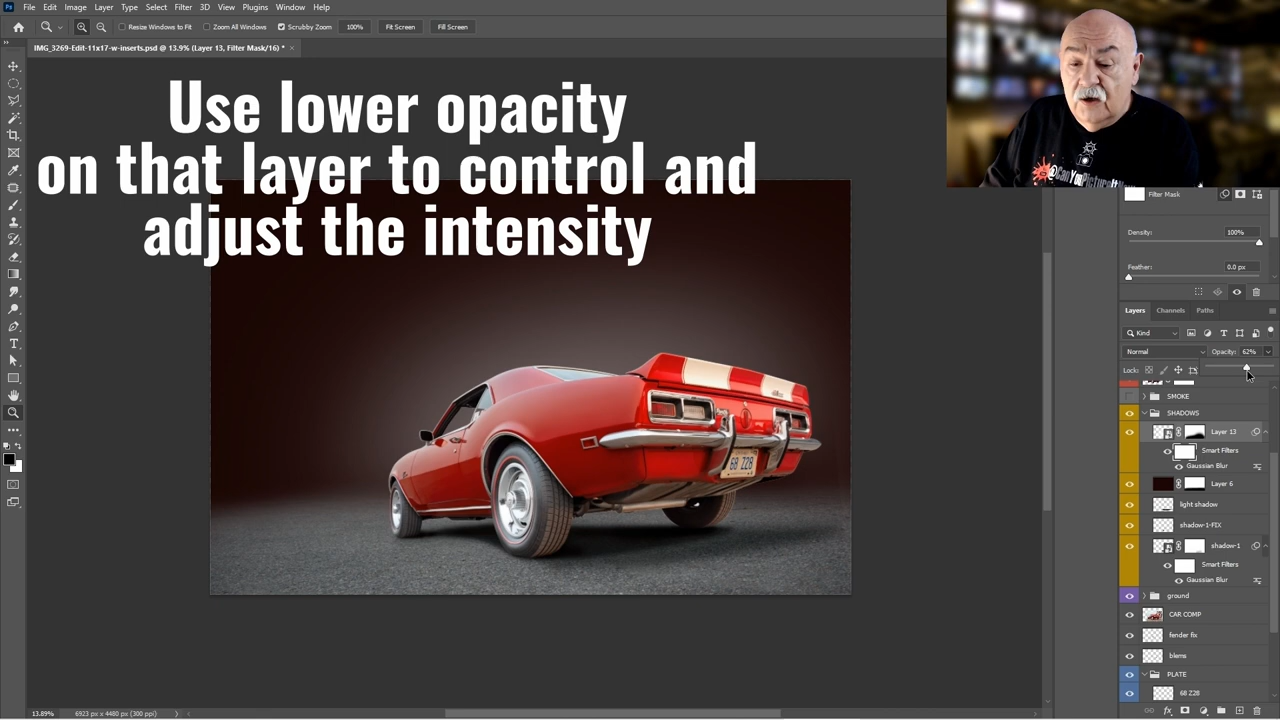 File Edit Image Layer Type Select Filter 3D View Plugins Window Help
Resize Windows to Fit Zoom All Windows Scrubby Zoom 100% Fit Screen Fill Screen
IMG_3269-Edit-11x17-w-inserts.psd @ 13.9% (Layer 13, Filter Mask/16) *
Use lower opacity
on that layer to control and
adjust the intensity
Filter Mask
Density: 100%
Feather: 0.0 px
Layers Channels Paths
Kind
Normal Opacity: 62%
Lock:
SMOKE
SHADOWS
Layer 13
Smart Filters
Gaussian Blur
Layer 6
light shadow
shadow-1-FIX
shadow-1
Smart Filters
Gaussian Blur
ground
CAR COMP
fender fix
blems
PLATE
68 Z28
68 Z28
13.89% 6923 px x 4480 px (300 ppi)